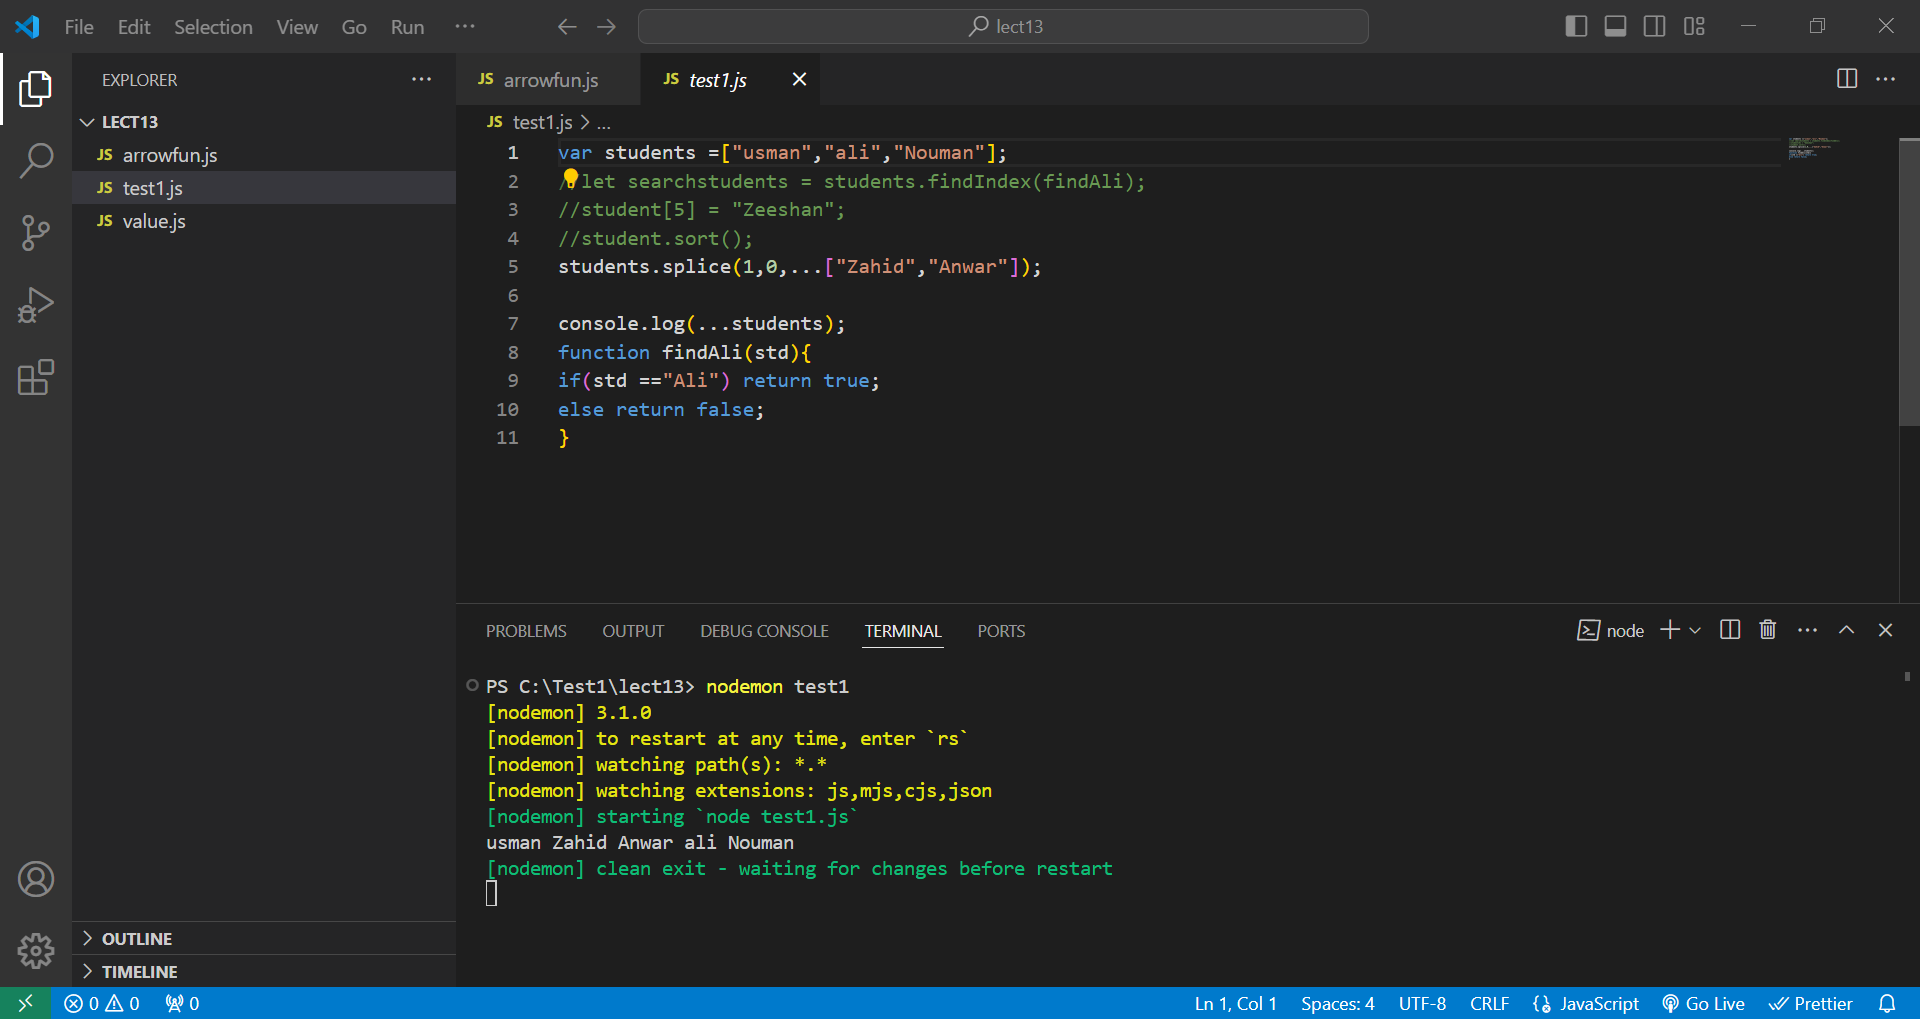 File Edit Selection View Go Run ··· lect13
EXPLORER ···
LECT13
JS arrowfun.js
JS test1.js
JS value.js
OUTLINE
TIMELINE
JS arrowfun.js JS test1.js
JS test1.js > ...
1 var students =["usman","ali","Nouman"];
2 //let searchstudents = students.findIndex(findAli);
3 //student[5] = "Zeeshan";
4 //student.sort();
5 students.splice(1,0,...["Zahid","Anwar"]);
6
7 console.log(...students);
8 function findAli(std){
9 if(std =="Ali") return true;
10 else return false;
11 }
PROBLEMS OUTPUT DEBUG CONSOLE TERMINAL PORTS node
PS C:\Test1\lect13> nodemon test1
[nodemon] 3.1.0
[nodemon] to restart at any time, enter `rs`
[nodemon] watching path(s): *.*
[nodemon] watching extensions: js,mjs,cjs,json
[nodemon] starting `node test1.js`
usman Zahid Anwar ali Nouman
[nodemon] clean exit - waiting for changes before restart
0 0 0 Ln 1, Col 1 Spaces: 4 UTF-8 CRLF JavaScript Go Live Prettier